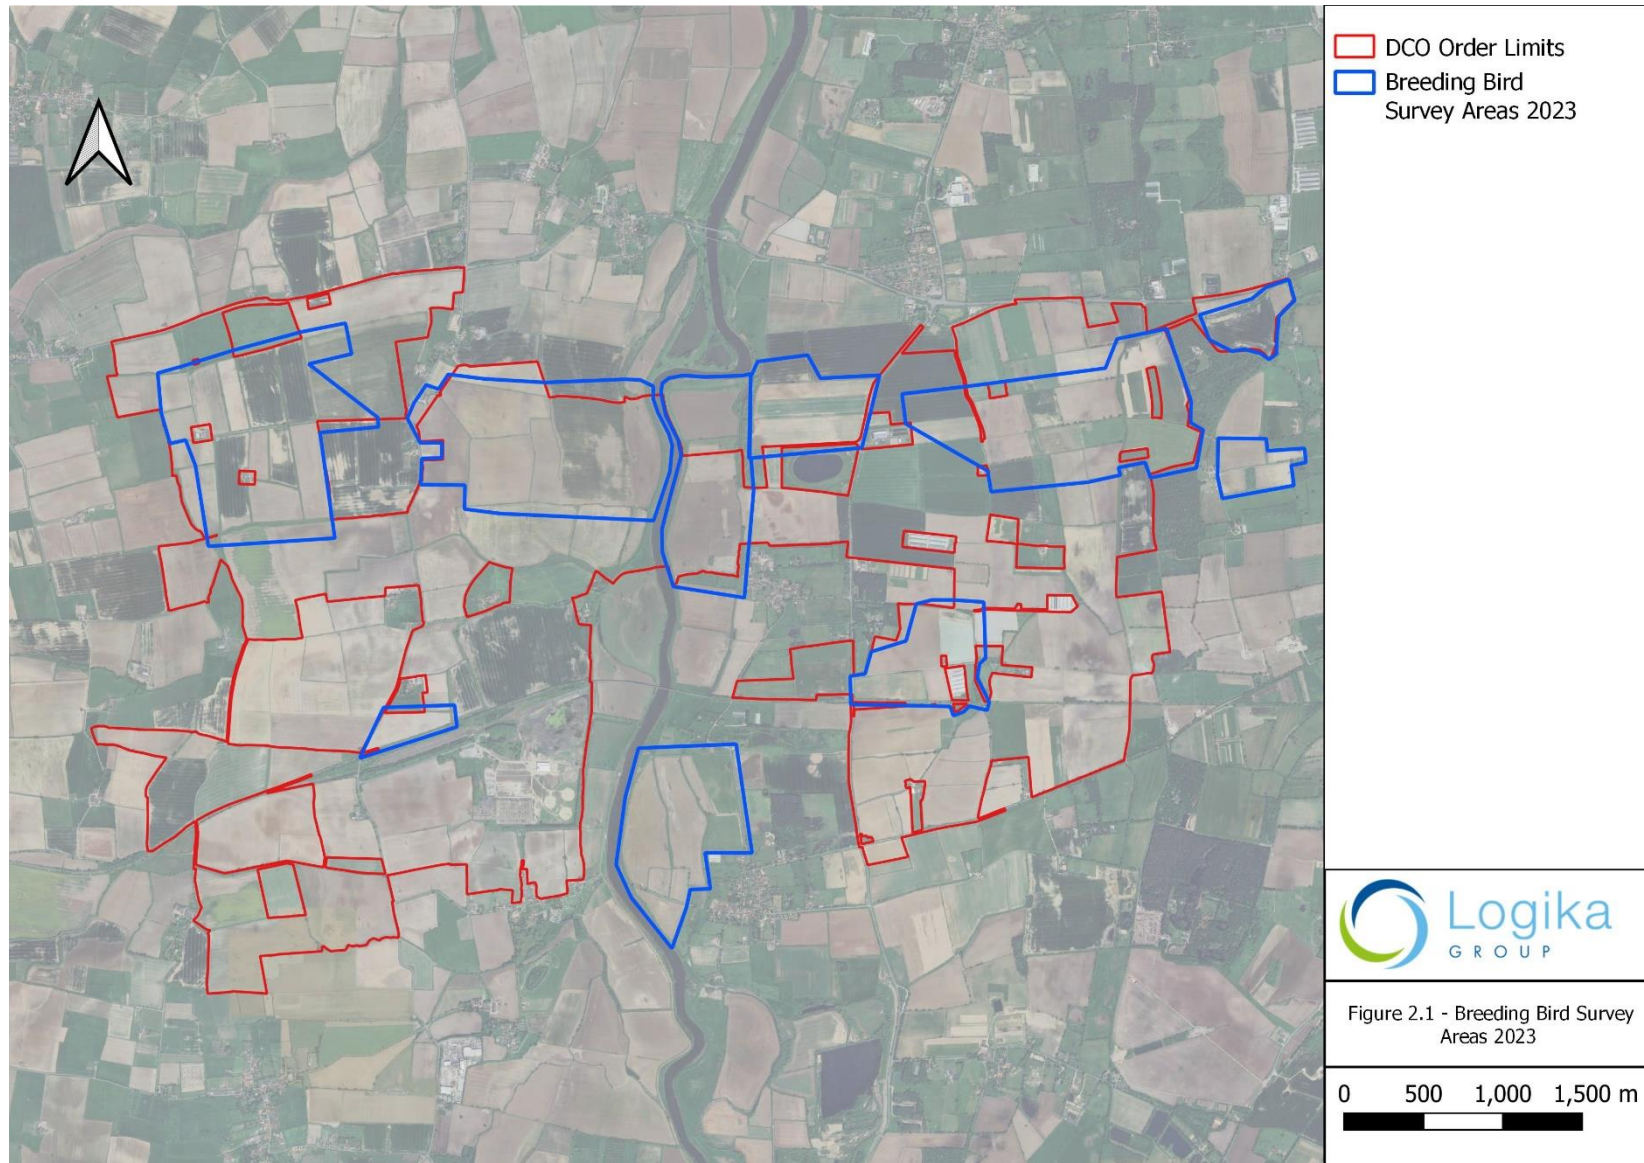 DCO Order Limits
Breeding Bird
Survey Areas 2023
Logika
GROUP
Figure 2.1 - Breeding Bird Survey
Areas 2023
0 500 1,000 1,500 m